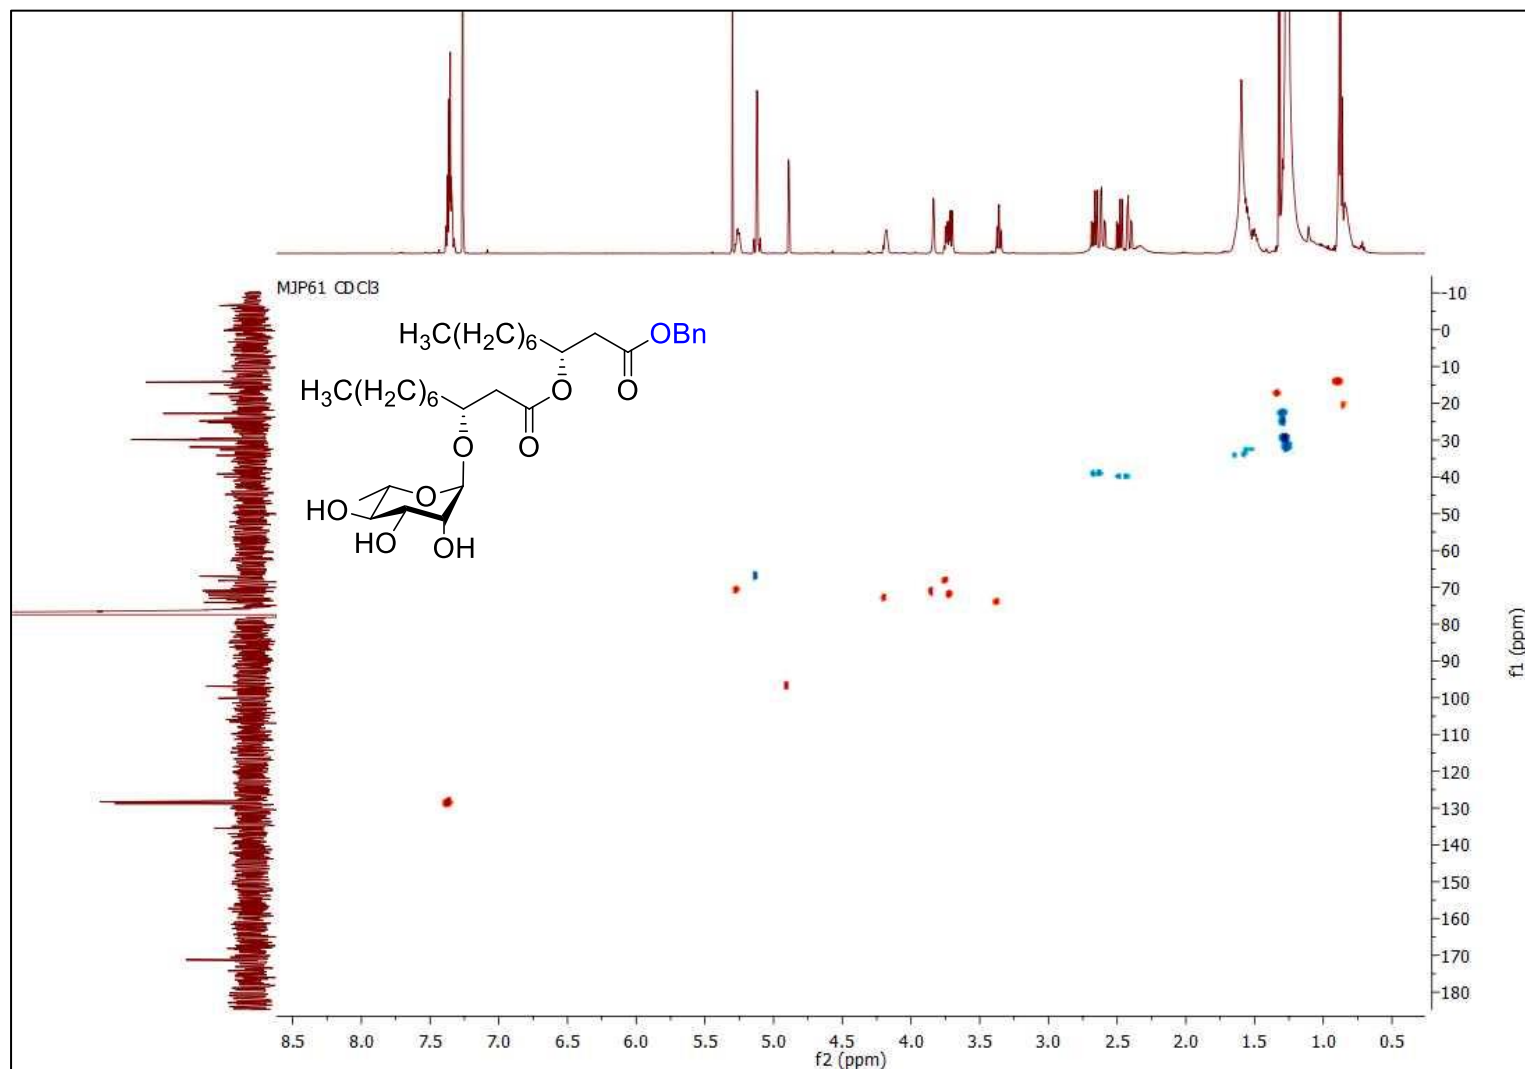 MJP61 CDCl3
H₃C(H₂C)₆
OBn
O
O
H₃C(H₂C)₆
O
O
O
HO
HO
OH
-10
0
10
20
30
40
50
60
70
80
90
100
110
120
130
140
150
160
170
180
f1 (ppm)
8.5 8.0 7.5 7.0 6.5 6.0 5.5 5.0 4.5 4.0 3.5 3.0 2.5 2.0 1.5 1.0 0.5
f2 (ppm)